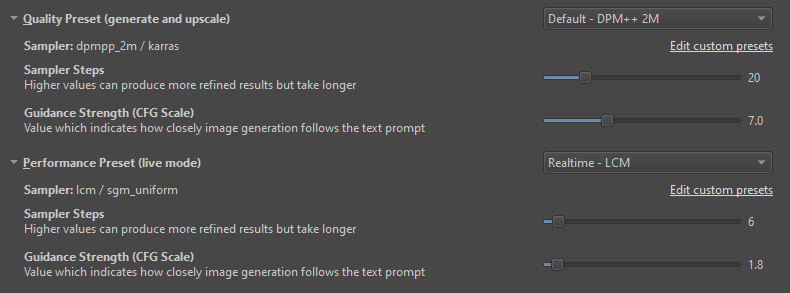 Quality Preset (generate and upscale)
Default - DPM++ 2M
Sampler: dpmpp_2m / karras
Edit custom presets
Sampler Steps
Higher values can produce more refined results but take longer
20
Guidance Strength (CFG Scale)
Value which indicates how closely image generation follows the text prompt
7.0
Performance Preset (live mode)
Realtime - LCM
Sampler: lcm / sgm_uniform
Edit custom presets
Sampler Steps
Higher values can produce more refined results but take longer
6
Guidance Strength (CFG Scale)
Value which indicates how closely image generation follows the text prompt
1.8